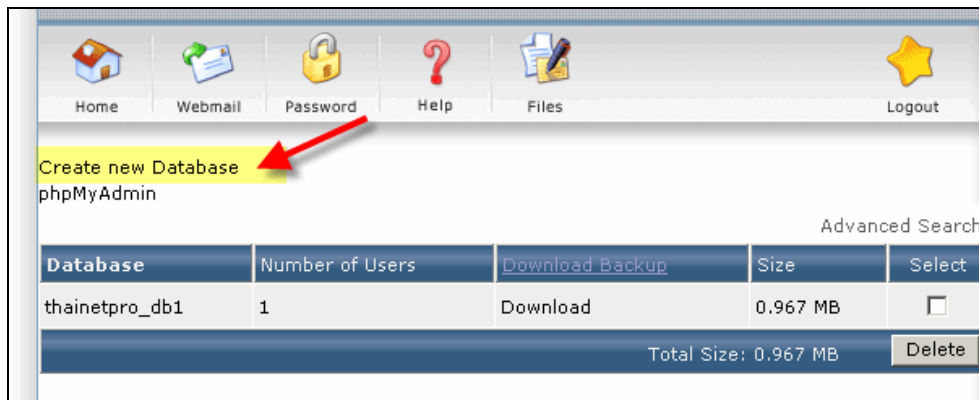 Home Webmail Password Help Files Logout
Create new Database
phpMyAdmin
Advanced Search
Database Number of Users Download Backup Size Select
thainetpro_db1 1 Download 0.967 MB
Total Size: 0.967 MB Delete